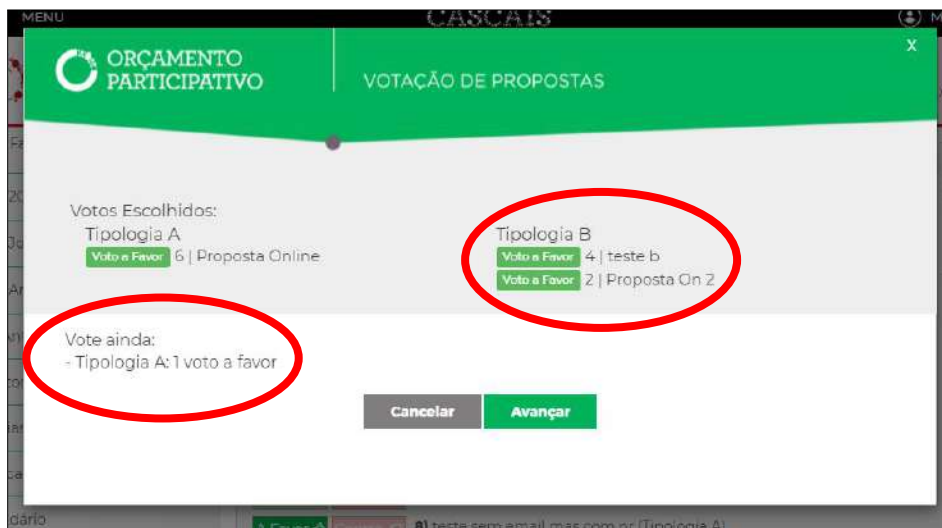 MENU
CASCAIS
M
ORÇAMENTO
PARTICIPATIVO
VOTAÇÃO DE PROPOSTAS
X
Votos Escolhidos:
Tipologia A
Voto a Favor 6 | Proposta Online
Tipologia B
Voto a Favor 4 | teste b
Voto a Favor 2 | Proposta On 2
Vote ainda:
- Tipologia A: 1 voto a favor
Cancelar
Avançar
dário
8) teste sem email mas com nr (Tipologia A)